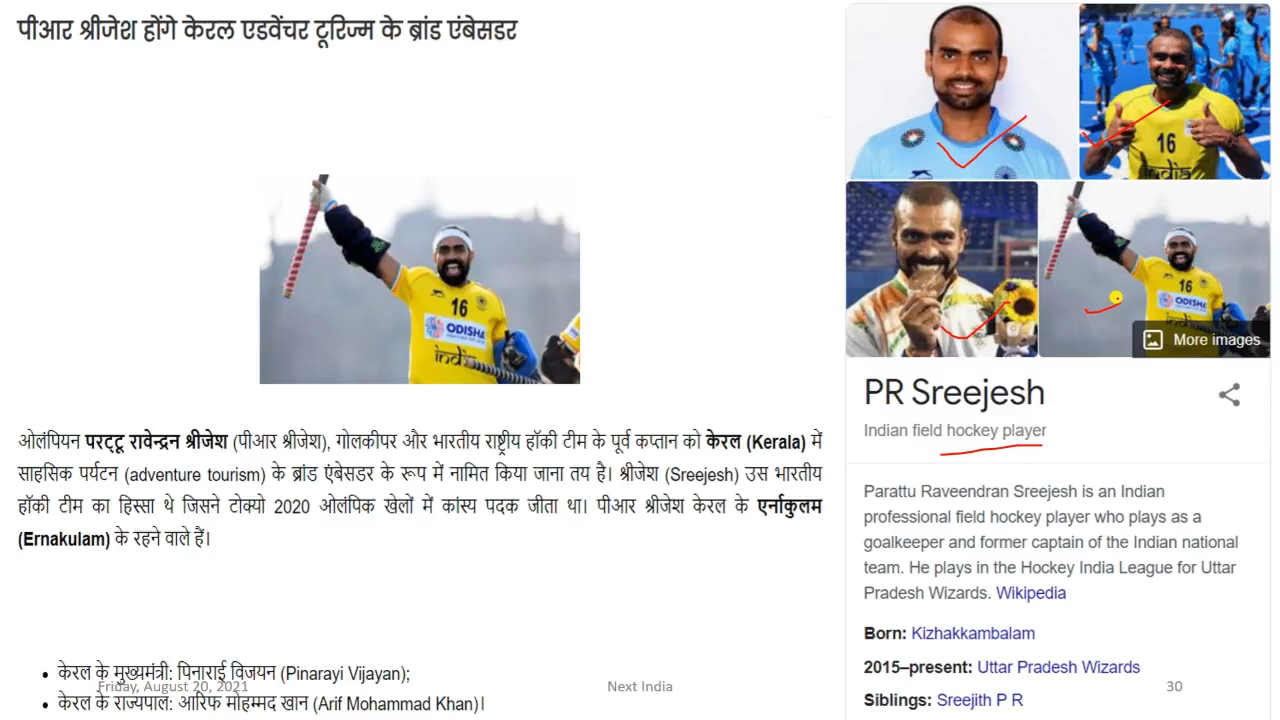 पीआर श्रीजेश होंगे केरल एडवेंचर टूरिज्म के ब्रांड एंबेसडर
16
ODISHA
india
ओलंपियन परट्टू रावेन्द्रन श्रीजेश (पीआर श्रीजेश), गोलकीपर और भारतीय राष्ट्रीय हॉकी टीम के पूर्व कप्तान को केरल (Kerala) में
साहसिक पर्यटन (adventure tourism) के ब्रांड एंबेसडर के रूप में नामित किया जाना तय है। श्रीजेश (Sreejesh) उस भारतीय
हॉकी टीम का हिस्सा थे जिसने टोक्यो 2020 ओलंपिक खेलों में कांस्य पदक जीता था। पीआर श्रीजेश केरल के एर्नाकुलम
(Ernakulam) के रहने वाले हैं।
• केरल के मुख्यमंत्री: पिनाराई विजयन (Pinarayi Vijayan);
• केरल के राज्यपाल: आरिफ मोहम्मद खान (Arif Mohammad Khan)।
Friday, August 20, 2021
Next India
30
16
india
16
ODISHA
india
More images
PR Sreejesh
Indian field hockey player
Parattu Raveendran Sreejesh is an Indian
professional field hockey player who plays as a
goalkeeper and former captain of the Indian national
team. He plays in the Hockey India League for Uttar
Pradesh Wizards. Wikipedia
Born: Kizhakkambalam
2015–present: Uttar Pradesh Wizards
Siblings: Sreejith P R